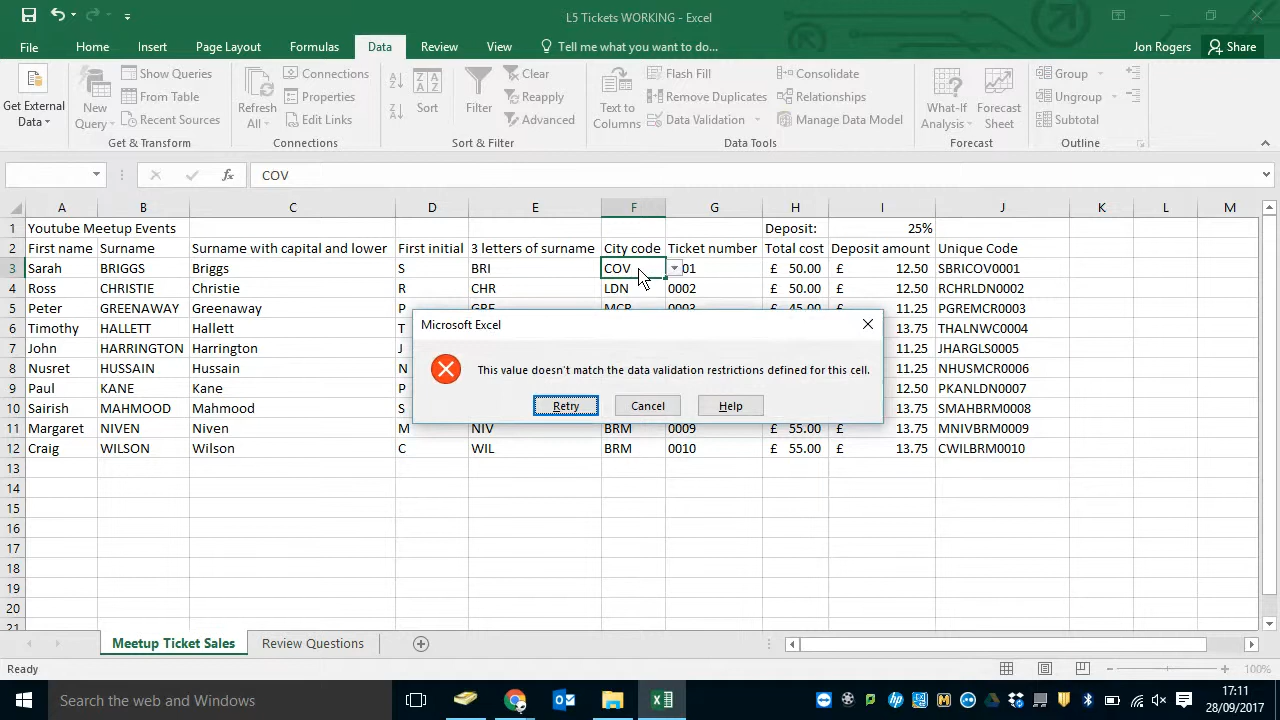 L5 Tickets WORKING - Excel
File Home Insert Page Layout Formulas Data Review View Tell me what you want to do... Jon Rogers Share
Get External Data
New Query
Show Queries
From Table
Recent Sources
Get & Transform
Refresh All
Connections
Properties
Edit Links
Connections
Sort
Filter
Clear
Reapply
Advanced
Sort & Filter
Text to Columns
Flash Fill
Remove Duplicates
Data Validation
Consolidate
Relationships
Manage Data Model
Data Tools
What-If Analysis
Forecast Sheet
Forecast
Group
Ungroup
Subtotal
Outline
fx COV
A B C D E F G H I J K L M
1 Youtube Meetup Events Deposit: 25%
2 First name Surname Surname with capital and lower First initial 3 letters of surname City code Ticket number Total cost Deposit amount Unique Code
3 Sarah BRIGGS Briggs S BRI COV 01 £ 50.00 £ 12.50 SBRICOV0001
4 Ross CHRISTIE Christie R CHR LDN 0002 £ 50.00 £ 12.50 RCHRLDN0002
5 Peter GREENAWAY Greenaway P GRE MCR 0003 £ 45.00 £ 11.25 PGREMCR0003
6 Timothy HALLETT Hallett T 13.75 THALNWC0004
7 John HARRINGTON Harrington J 11.25 JHARGLS0005
8 Nusret HUSSAIN Hussain N 11.25 NHUSMCR0006
9 Paul KANE Kane P 12.50 PKANLDN0007
10 Sairish MAHMOOD Mahmood S 13.75 SMAHBRM0008
11 Margaret NIVEN Niven M NIV BRM 0009 £ 55.00 £ 13.75 MNIVBRM0009
12 Craig WILSON Wilson C WIL BRM 0010 £ 55.00 £ 13.75 CWILBRM0010
13
14
15
16
17
18
19
20
21
Microsoft Excel
This value doesn't match the data validation restrictions defined for this cell.
Retry Cancel Help
Meetup Ticket Sales Review Questions
Ready 100%
Search the web and Windows
17:11
28/09/2017